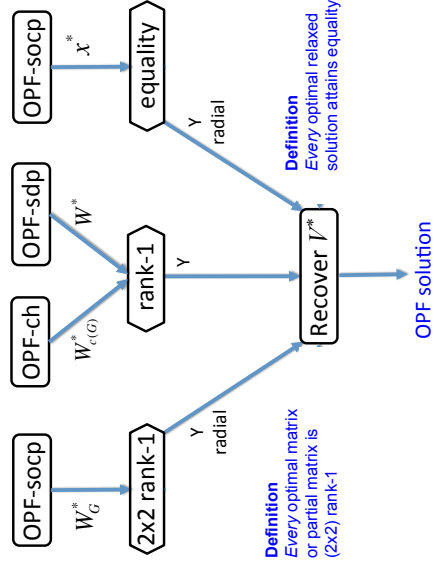 OPF-socp
OPF-ch
OPF-sdp
OPF-socp
W*G
W*c(G)
W*
x*
2x2 rank-1
rank-1
equality
Y
radial
Y
Y
radial
Definition
Every optimal matrix
or partial matrix is
(2x2) rank-1
Recover V*
Definition
Every optimal relaxed
solution attains equality
OPF solution